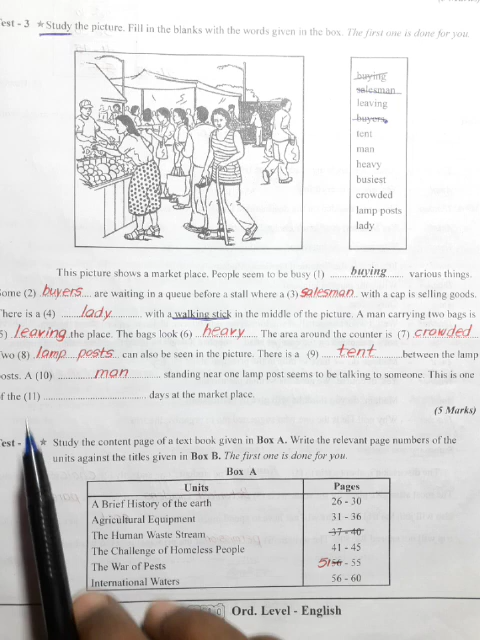 Test - 3 * Study the picture. Fill in the blanks with the words given in the box. The first one is done for you.
buying
salesman
leaving
buyers
tent
man
heavy
busiest
crowded
lamp posts
lady
This picture shows a market place. People seem to be busy (1) ........buying...... various things.
Some (2) ..buyers.... are waiting in a queue before a stall where a (3) salesman.. with a cap is selling goods.
There is a (4) ......lady............ with a walking stick in the middle of the picture. A man carrying two bags is
5) leaving the place. The bags look (6) ..heavy..... The area around the counter is (7) crowded
Two (8) lamp posts.. can also be seen in the picture. There is a (9) ......tent..........between the lamp
posts. A (10) ..........man.......... standing near one lamp post seems to be talking to someone. This is one
of the (11) ................................ days at the market place.
(5 Marks)
Test - * Study the content page of a text book given in Box A. Write the relevant page numbers of the
units against the titles given in Box B. The first one is done for you.
Box A
Units Pages
A Brief History of the earth 26 - 30
Agricultural Equipment 31 - 36
The Human Waste Stream 37 - 40
The Challenge of Homeless People 41 - 45
The War of Pests 51 - 55
International Waters 56 - 60
Ord. Level - English